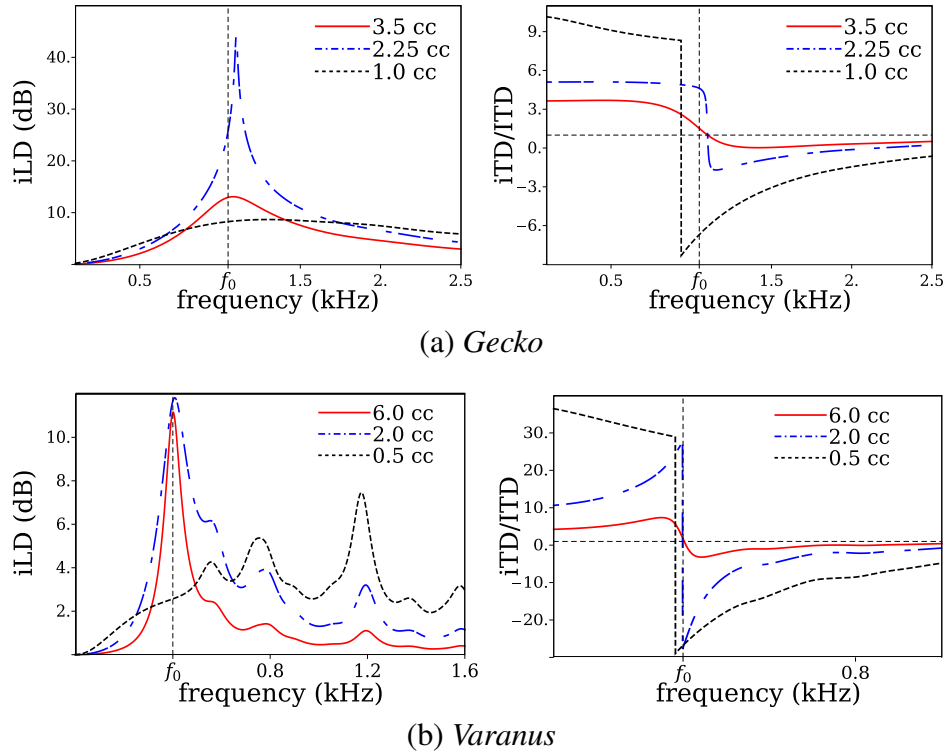 iLD (dB)
40.
30.
20.
10.
3.5 cc
2.25 cc
1.0 cc
0.5
f0
1.5
2.0
2.5
frequency (kHz)
iTD/ITD
9.
6.
3.
0.
−3.
−6.
3.5 cc
2.25 cc
1.0 cc
0.5
f0
1.5
2.
2.5
frequency (kHz)
(a) Gecko
iLD (dB)
10.
8.
6.
4.
2.
6.0 cc
2.0 cc
0.5 cc
f0
0.8
1.2
1.6
frequency (kHz)
iTD/ITD
30.
20.
10.
0.
−10.
−20.
6.0 cc
2.0 cc
0.5 cc
f0
0.8
frequency (kHz)
(b) Varanus